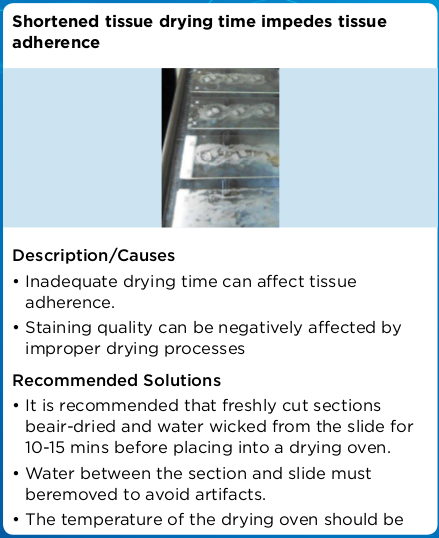 Shortened tissue drying time impedes tissue
adherence
Description/Causes
• Inadequate drying time can affect tissue
adherence.
• Staining quality can be negatively affected by
improper drying processes
Recommended Solutions
• It is recommended that freshly cut sections
beair-dried and water wicked from the slide for
10-15 mins before placing into a drying oven.
• Water between the section and slide must
beremoved to avoid artifacts.
• The temperature of the drying oven should be